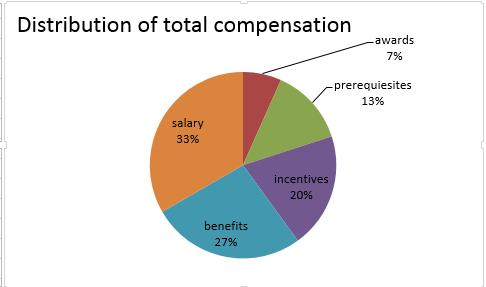 Distribution of total compensation
awards
7%
prerequiesites
13%
incentives
20%
benefits
27%
salary
33%